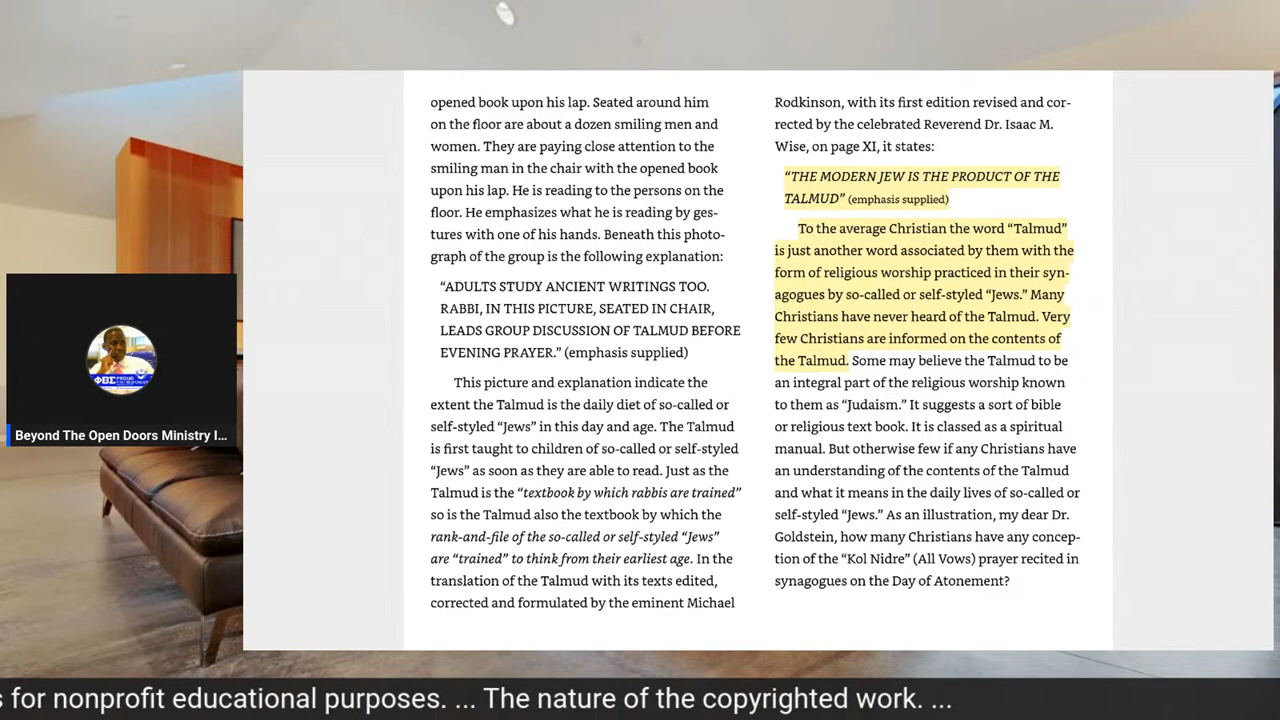 opened book upon his lap. Seated around him
on the floor are about a dozen smiling men and
women. They are paying close attention to the
smiling man in the chair with the opened book
upon his lap. He is reading to the persons on the
floor. He emphasizes what he is reading by ges-
tures with one of his hands. Beneath this photo-
graph of the group is the following explanation:
“ADULTS STUDY ANCIENT WRITINGS TOO.
RABBI, IN THIS PICTURE, SEATED IN CHAIR,
LEADS GROUP DISCUSSION OF TALMUD BEFORE
EVENING PRAYER.” (emphasis supplied)
This picture and explanation indicate the
extent the Talmud is the daily diet of so-called or
self-styled “Jews” in this day and age. The Talmud
is first taught to children of so-called or self-styled
“Jews” as soon as they are able to read. Just as the
Talmud is the “textbook by which rabbis are trained”
so is the Talmud also the textbook by which the
rank-and-file of the so-called or self-styled “Jews”
are “trained” to think from their earliest age. In the
translation of the Talmud with its texts edited,
corrected and formulated by the eminent Michael
Rodkinson, with its first edition revised and cor-
rected by the celebrated Reverend Dr. Isaac M.
Wise, on page XI, it states:
“THE MODERN JEW IS THE PRODUCT OF THE
TALMUD” (emphasis supplied)
To the average Christian the word “Talmud”
is just another word associated by them with the
form of religious worship practiced in their syn-
agogues by so-called or self-styled “Jews.” Many
Christians have never heard of the Talmud. Very
few Christians are informed on the contents of
the Talmud. Some may believe the Talmud to be
an integral part of the religious worship known
to them as “Judaism.” It suggests a sort of bible
or religious text book. It is classed as a spiritual
manual. But otherwise few if any Christians have
an understanding of the contents of the Talmud
and what it means in the daily lives of so-called or
self-styled “Jews.” As an illustration, my dear Dr.
Goldstein, how many Christians have any concep-
tion of the “Kol Nidre” (All Vows) prayer recited in
synagogues on the Day of Atonement?
ΦΒΣ PROUD
Beyond The Open Doors Ministry I...
s for nonprofit educational purposes. ... The nature of the copyrighted work. ...